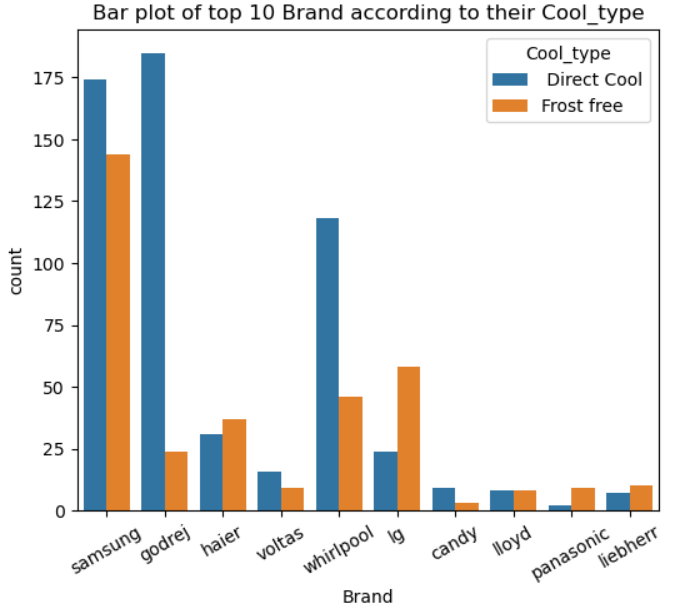 Bar plot of top 10 Brand according to their Cool_type
Cool_type
Direct Cool
Frost free
175
150
125
100
75
50
25
0
count
samsung
godrej
haier
voltas
whirlpool
lg
candy
lloyd
panasonic
liebherr
Brand